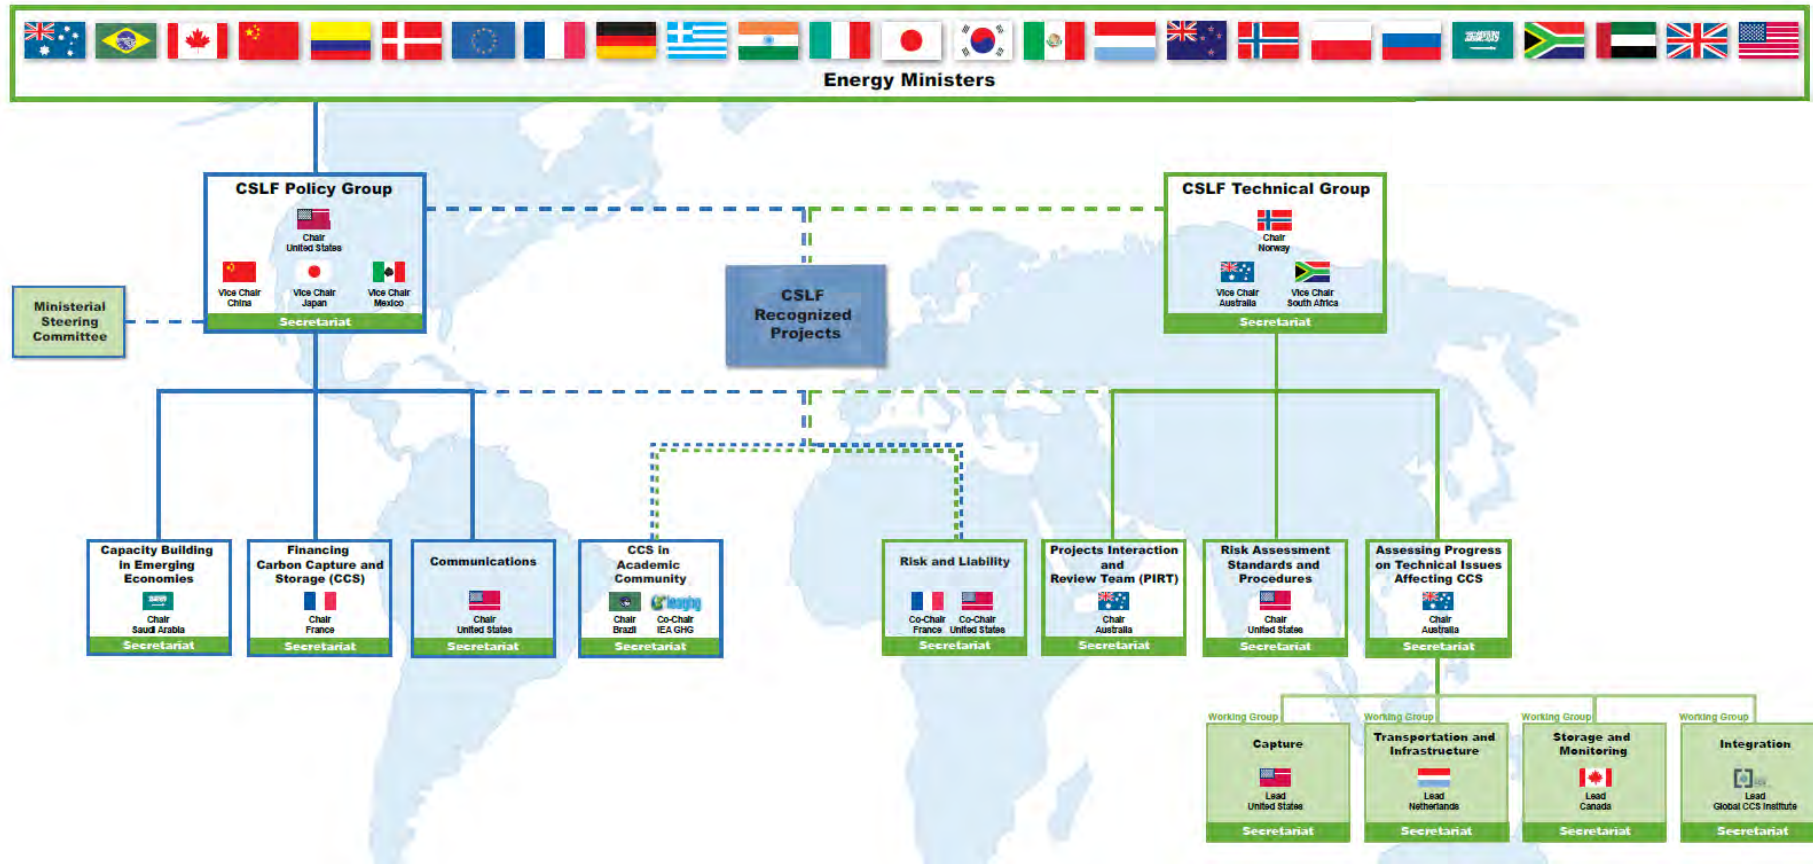 Energy Ministers
CSLF Policy Group
Chair
United States
Vice Chair
China
Vice Chair
Japan
Vice Chair
Mexico
Secretariat
CSLF Technical Group
Chair
Norway
Vice Chair
Australia
Vice Chair
South Africa
Secretariat
Ministerial
Steering
Committee
CSLF
Recognized
Projects
Capacity Building
in Emerging
Economies
Chair
Saudi Arabia
Secretariat
Financing
Carbon Capture and
Storage (CCS)
Chair
France
Secretariat
Communications
Chair
United States
Secretariat
CCS in
Academic
Community
ieaghg
Chair
Brazil
Co-Chair
IEA GHG
Secretariat
Risk and Liability
Co-Chair
France
Co-Chair
United States
Secretariat
Projects Interaction
and
Review Team (PIRT)
Chair
Australia
Secretariat
Risk Assessment
Standards and
Procedures
Chair
United States
Secretariat
Assessing Progress
on Technical Issues
Affecting CCS
Chair
Australia
Secretariat
Working Group
Capture
Lead
United States
Secretariat
Working Group
Transportation and
Infrastructure
Lead
Netherlands
Secretariat
Working Group
Storage and
Monitoring
Lead
Canada
Secretariat
Working Group
Integration
Lead
Global CCS Institute
Secretariat